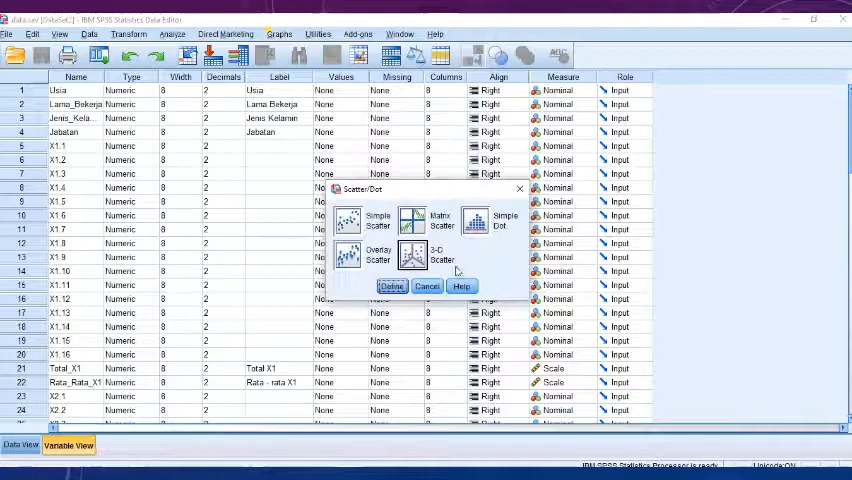 data.sav [DataSet2] - IBM SPSS Statistics Data Editor
File Edit View Data Transform Analyze Direct Marketing Graphs Utilities Add-ons Window Help
Name Type Width Decimals Label Values Missing Columns Align Measure Role
1 Usia Numeric 8 2 Usia None None 8 Right Nominal Input
2 Lama_Bekerja Numeric 8 2 Lama Bekerja None None 8 Right Nominal Input
3 Jenis_Kela... Numeric 8 2 Jenis Kelamin None None 8 Right Nominal Input
4 Jabatan Numeric 8 2 Jabatan None None 8 Right Nominal Input
5 X1.1 Numeric 8 2 None None 8 Right Nominal Input
6 X1.2 Numeric 8 2 None None 8 Right Nominal Input
7 X1.3 Numeric 8 2 None None 8 Right Nominal Input
8 X1.4 Numeric 8 2 Nominal Input
9 X1.5 Numeric 8 2 Nominal Input
10 X1.6 Numeric 8 2 Nominal Input
11 X1.7 Numeric 8 2 Nominal Input
12 X1.8 Numeric 8 2 Nominal Input
13 X1.9 Numeric 8 2 Nominal Input
14 X1.10 Numeric 8 2 Nominal Input
15 X1.11 Numeric 8 2 Nominal Input
16 X1.12 Numeric 8 2 Nominal Input
17 X1.13 Numeric 8 2 None None 8 Right Nominal Input
18 X1.14 Numeric 8 2 None None 8 Right Nominal Input
19 X1.15 Numeric 8 2 None None 8 Right Nominal Input
20 X1.16 Numeric 8 2 None None 8 Right Nominal Input
21 Total_X1 Numeric 8 2 Total X1 None None 8 Right Scale Input
22 Rata_Rata_X1 Numeric 8 2 Rata - rata X1 None None 8 Right Scale Input
23 X2.1 Numeric 8 2 None None 8 Right Nominal Input
24 X2.2 Numeric 8 2 None None 8 Right Nominal Input
Scatter/Dot
Simple Matrix Simple
Scatter Scatter Dot
Overlay 3-D
Scatter Scatter
Define Cancel Help
Data View Variable View
IBM SPSS Statistics Processor is ready Unicode:ON